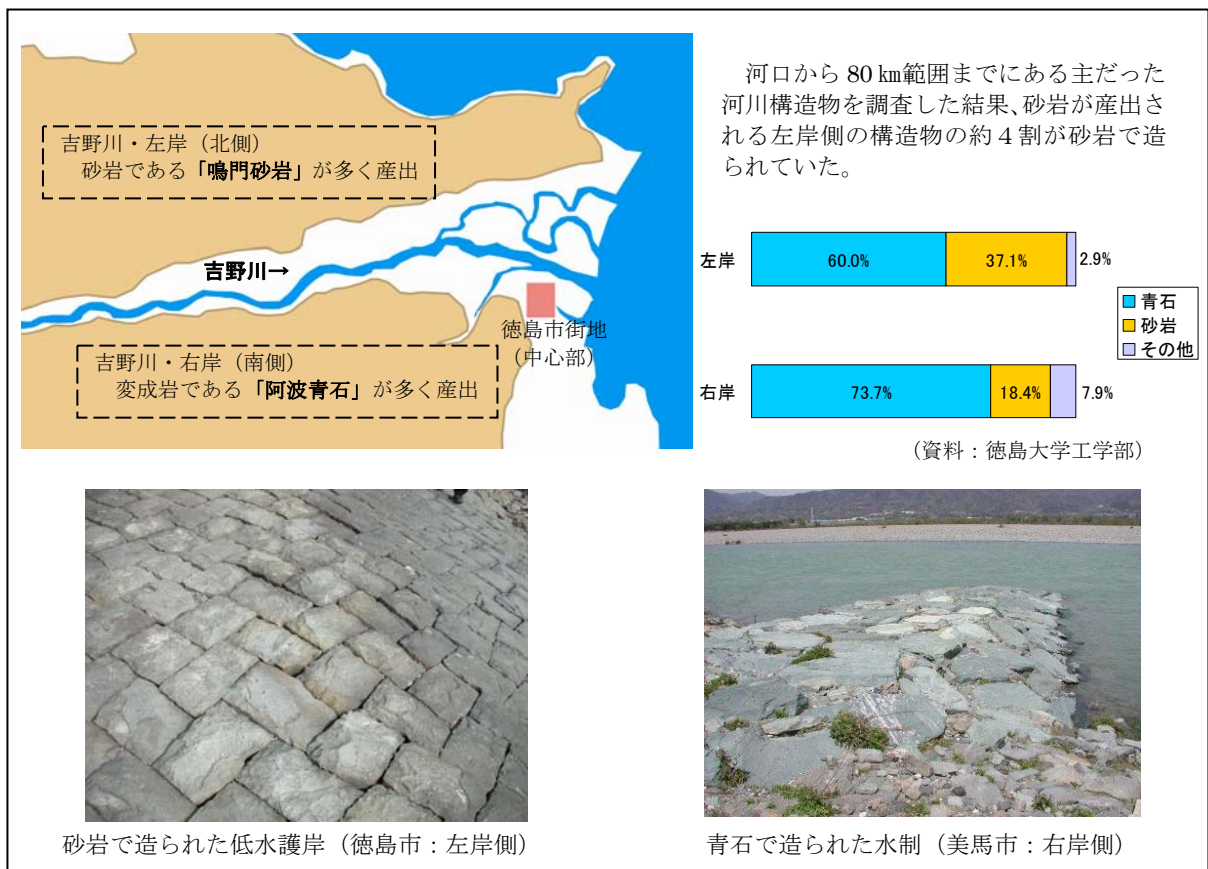 吉野川・左岸（北側）
砂岩である「鳴門砂岩」が多く産出
吉野川→
徳島市街地
（中心部）
吉野川・右岸（南側）
変成岩である「阿波青石」が多く産出
河口から 80 ㎞範囲までにある主だった
河川構造物を調査した結果、砂岩が産出さ
れる左岸側の構造物の約４割が砂岩で造
られていた。
左岸
60.0%
37.1%
2.9%
青石
砂岩
その他
右岸
73.7%
18.4%
7.9%
（資料：徳島大学工学部）
砂岩で造られた低水護岸（徳島市：左岸側）
青石で造られた水制（美馬市：右岸側）